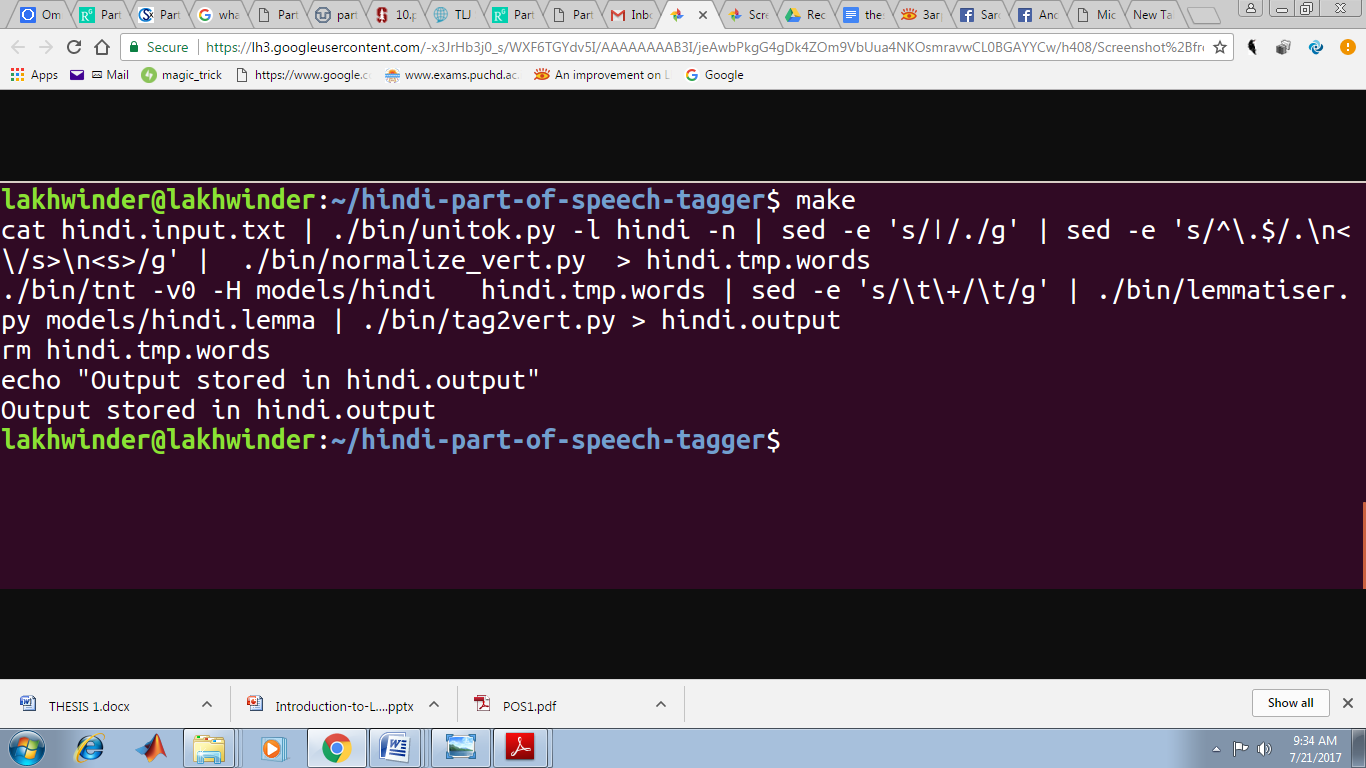 Om
Part
Part
wha
Part
part
10.p
TLJ
Part
Part
Inbo
Scre
Rec
the
3arp
Saro
Anc
Mic
New Ta
Secure
https://lh3.googleusercontent.com/-x3JrHb3j0_s/WXF6TGYdv5I/AAAAAAAAB3I/jeAwbPkgG4gDk4ZOm9VbUua4NKOsmravwCL0BGAYYCw/h408/Screenshot%2Bfr
Apps
Mail
magic_trick
https://www.google.c
www.exams.puchd.ac.
An improvement on
Google
lakhwinder@lakhwinder:~/hindi-part-of-speech-tagger$ make
cat hindi.input.txt | ./bin/unitok.py -l hindi -n | sed -e 's/।/./g' | sed -e 's/^\.$/.\n<
\/s>\n<s>/g' |  ./bin/normalize_vert.py  > hindi.tmp.words
./bin/tnt -v0 -H models/hindi   hindi.tmp.words | sed -e 's/\t\+/\t/g' | ./bin/lemmatiser.
py models/hindi.lemma | ./bin/tag2vert.py > hindi.output
rm hindi.tmp.words
echo "Output stored in hindi.output"
Output stored in hindi.output
lakhwinder@lakhwinder:~/hindi-part-of-speech-tagger$
THESIS 1.docx
Introduction-to-L....pptx
POS1.pdf
Show all
9:34 AM
7/21/2017